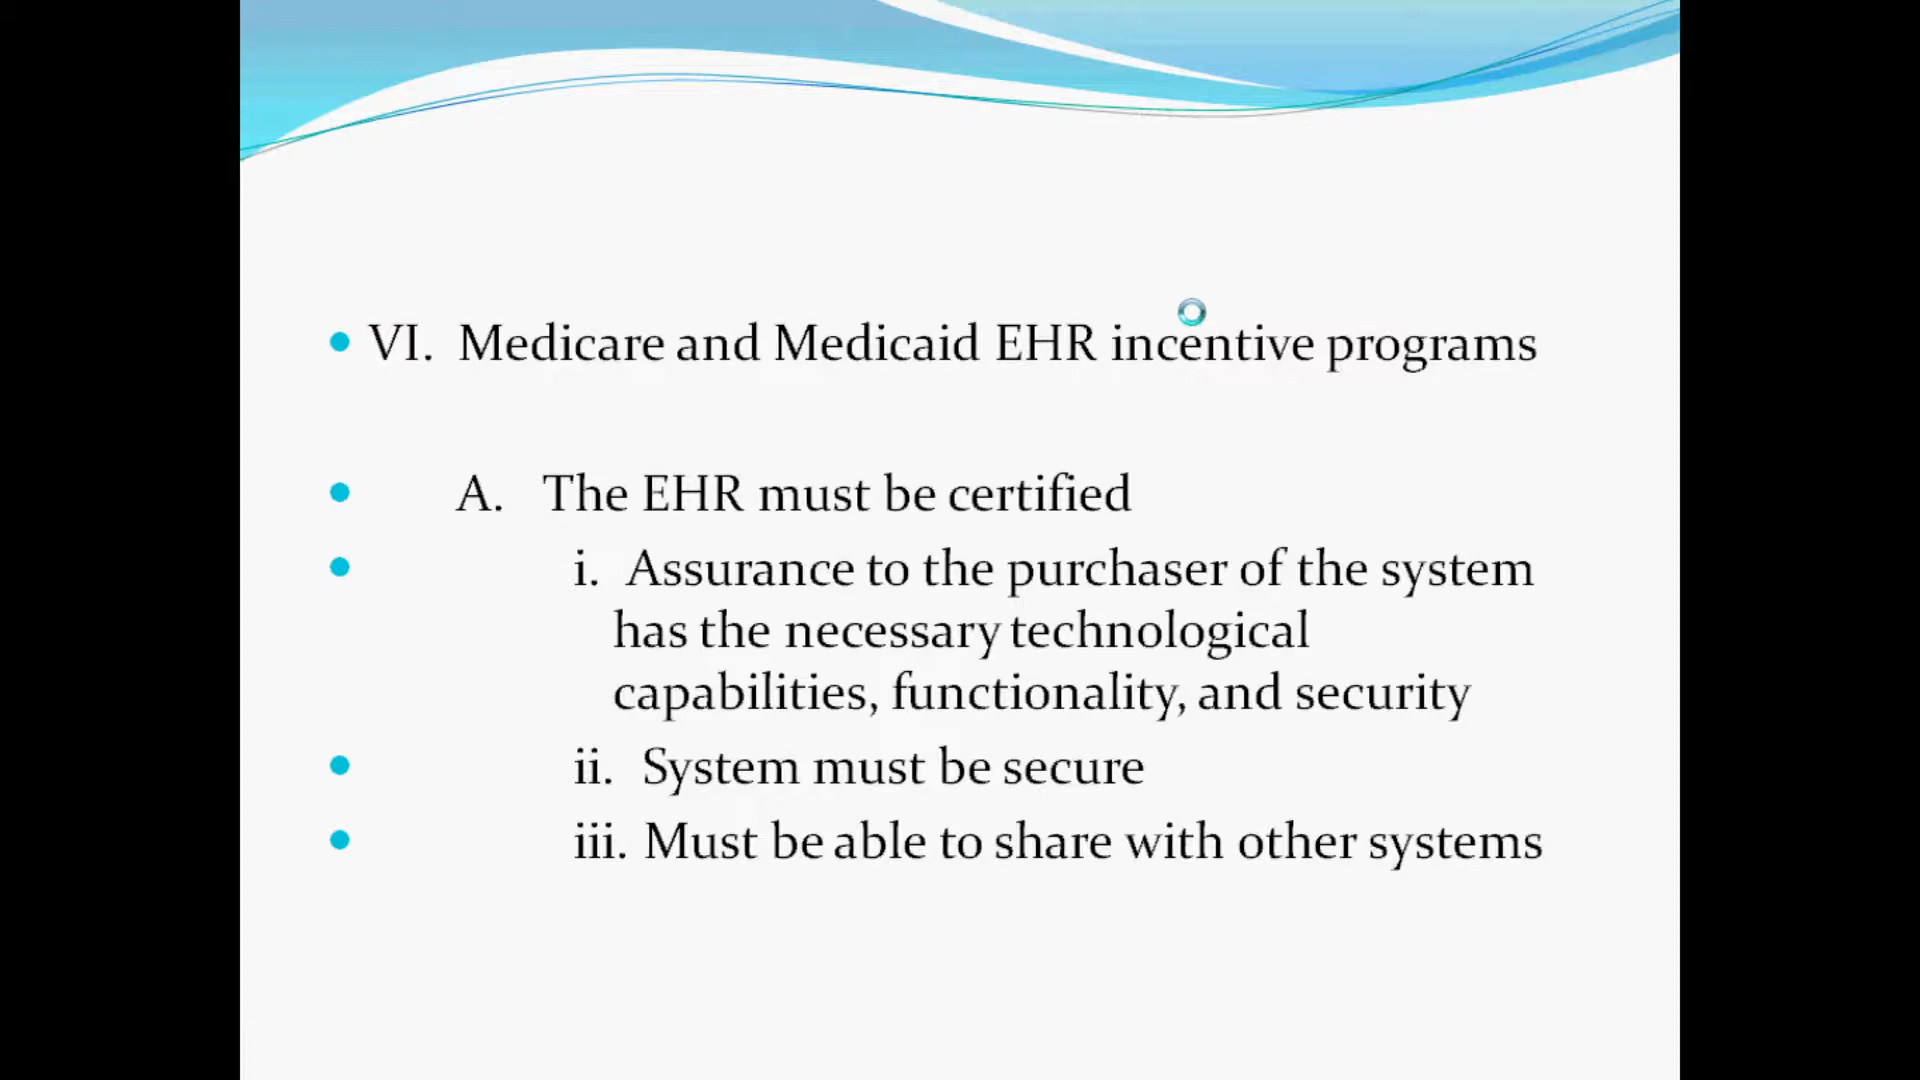 • VI. Medicare and Medicaid EHR incentive programs
• A. The EHR must be certified
• i. Assurance to the purchaser of the system
has the necessary technological
capabilities, functionality, and security
• ii. System must be secure
• iii. Must be able to share with other systems